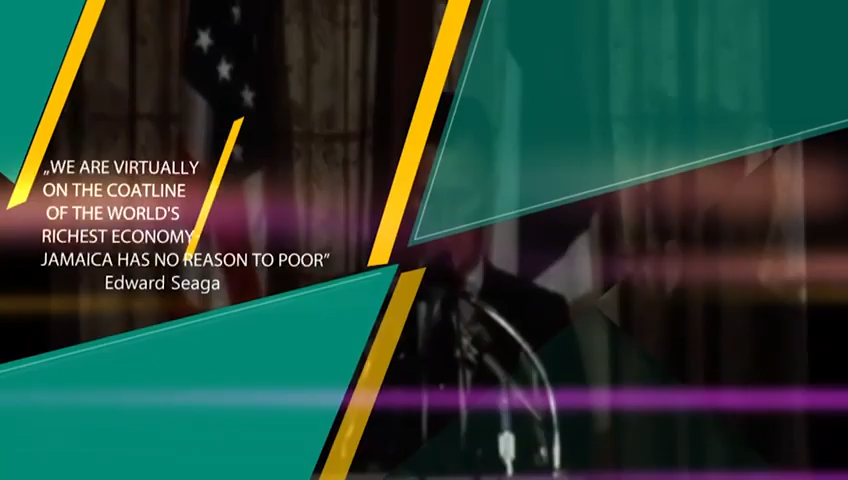 „WE ARE VIRTUALLY
ON THE COATLINE
OF THE WORLD'S
RICHEST ECONOMY-
JAMAICA HAS NO REASON TO POOR”
Edward Seaga